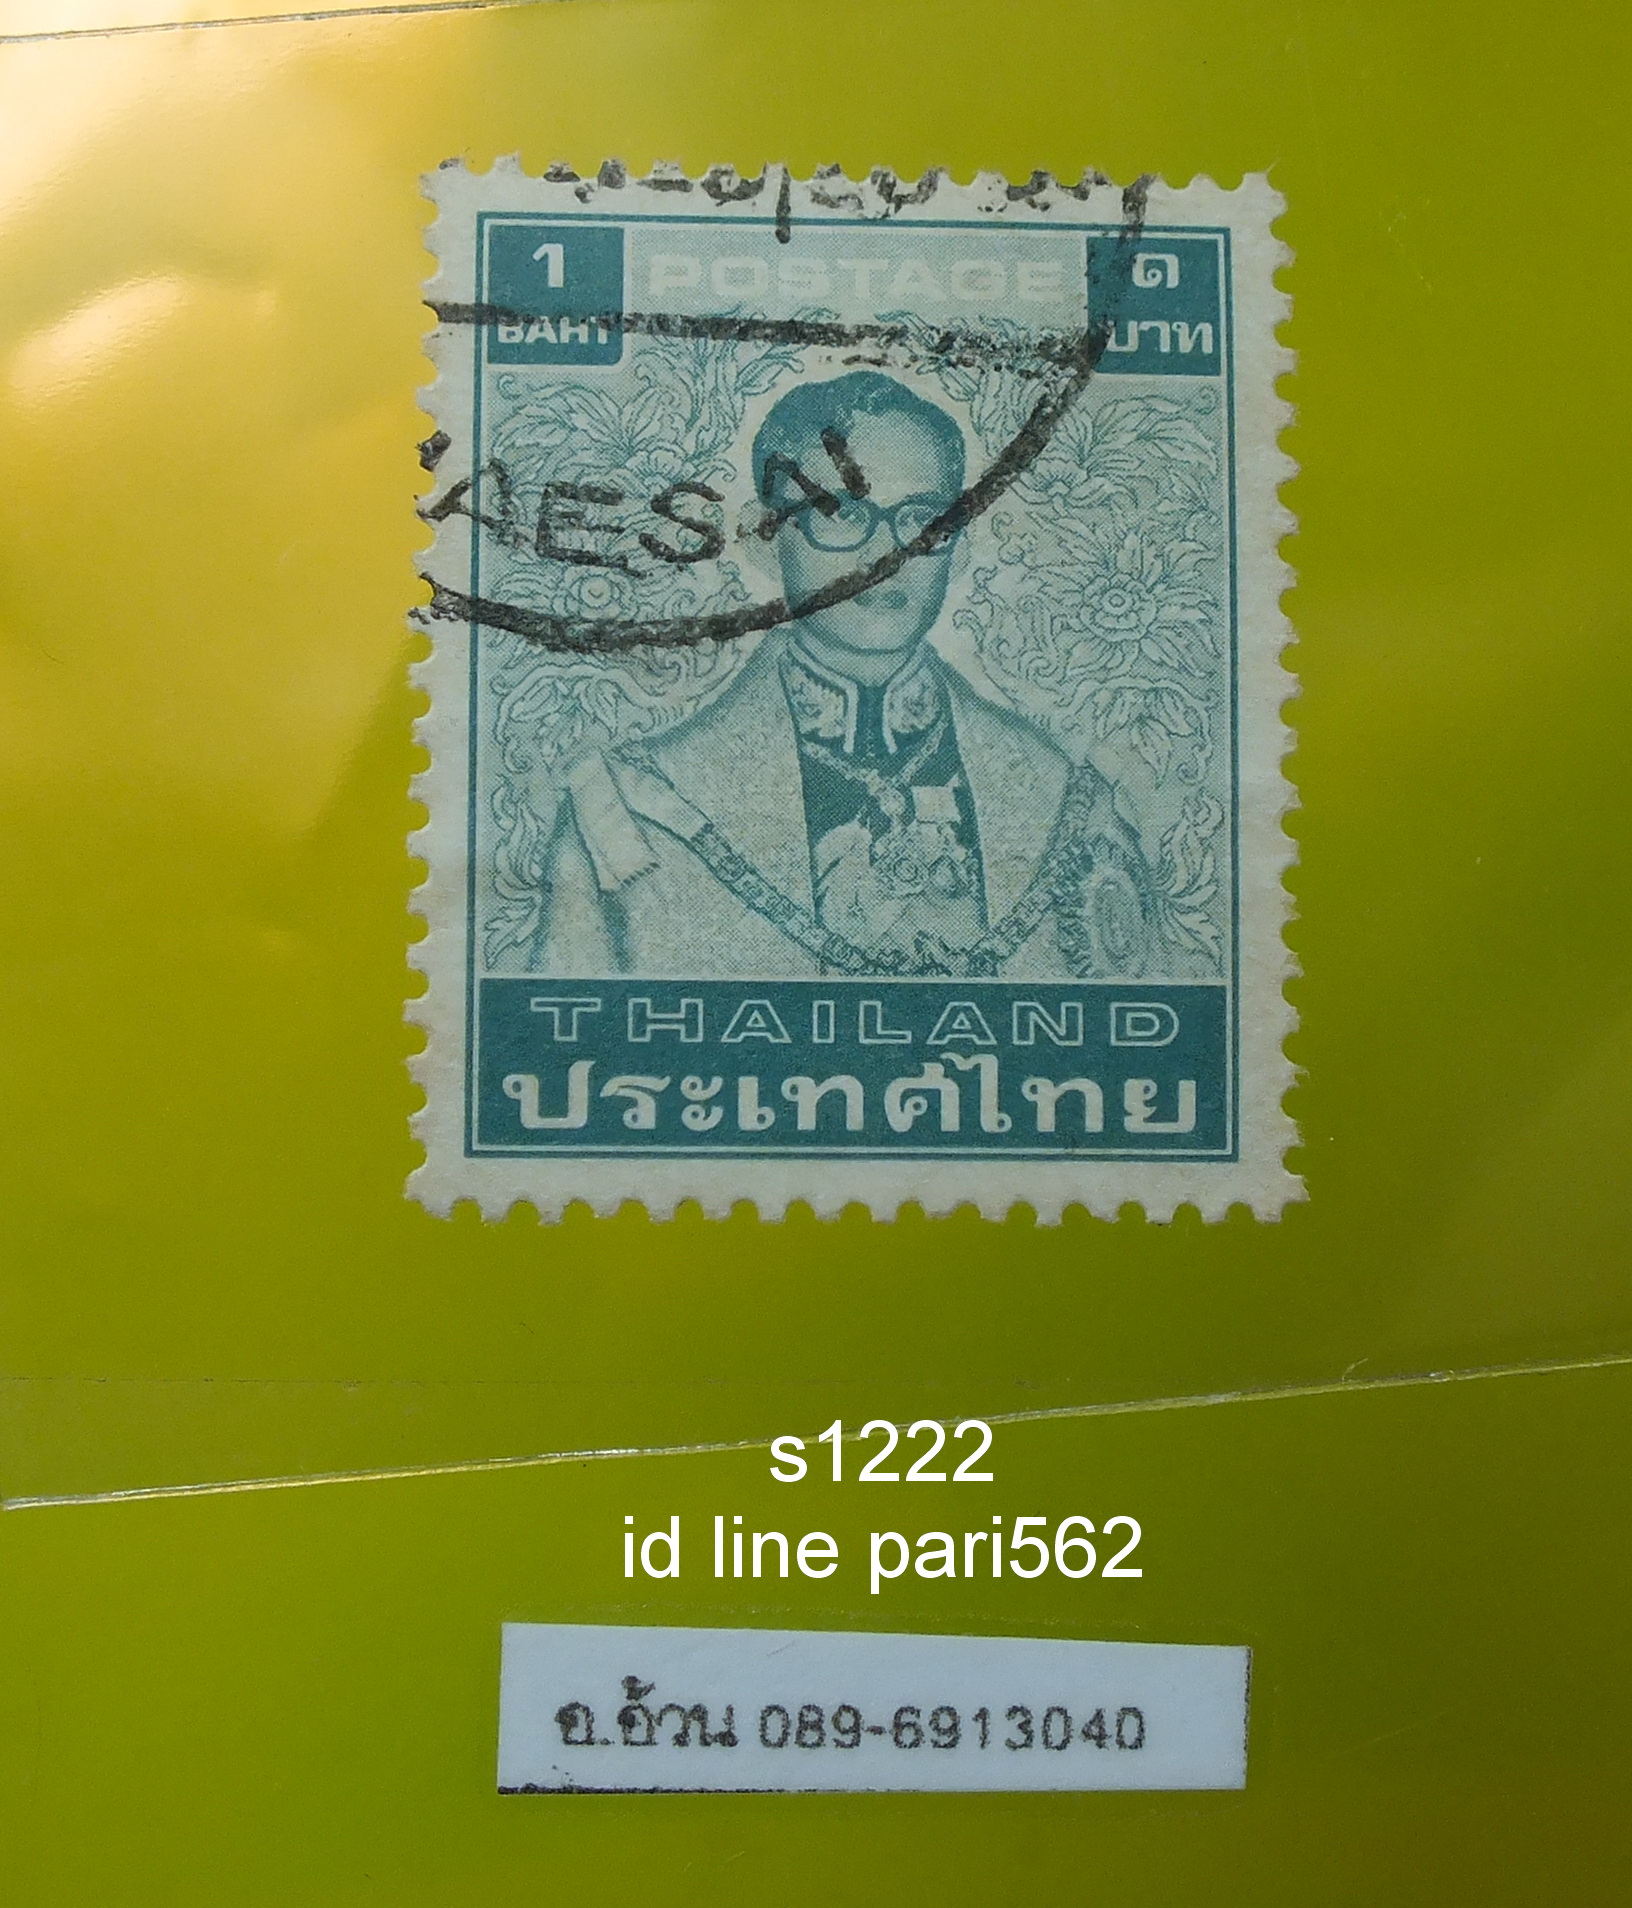 1
BAHT
POSTAGE
๑
บาท
AESAI
THAILAND
ประเทศไทย
s1222
id line pari562
อ.อ้วน 089-6913040